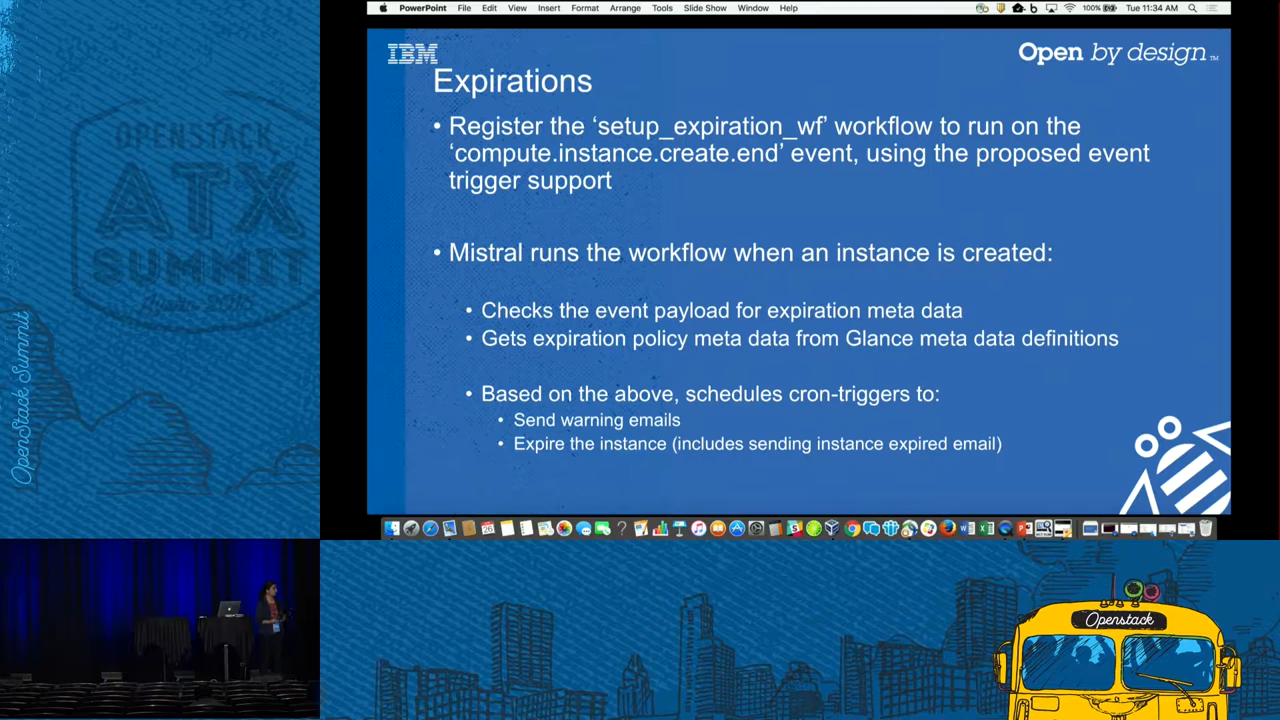 PowerPoint File Edit View Insert Format Arrange Tools Slide Show Window Help
100% Tue 11:34 AM
IBM
Open by design™
Expirations
• Register the ‘setup_expiration_wf’ workflow to run on the
‘compute.instance.create.end’ event, using the proposed event
trigger support
• Mistral runs the workflow when an instance is created:
• Checks the event payload for expiration meta data
• Gets expiration policy meta data from Glance meta data definitions
• Based on the above, schedules cron-triggers to:
• Send warning emails
• Expire the instance (includes sending instance expired email)
OPENSTACK
ATX
SUMMIT
OpenStack Summit
Openstack